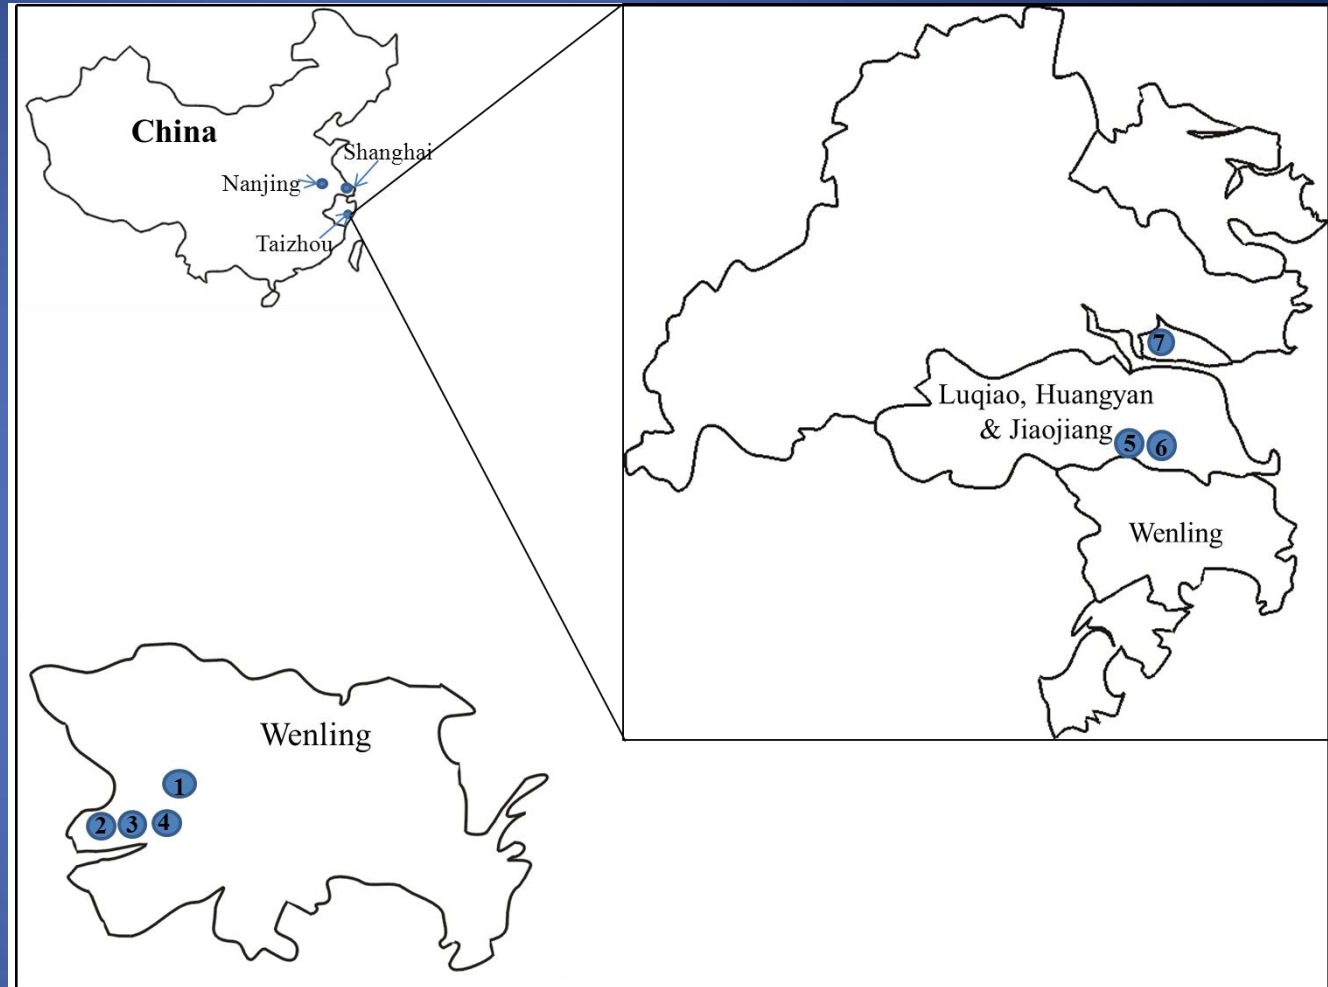 China
Shanghai
Nanjing
Taizhou
7
Luqiao, Huangyan
& Jiaojiang
5 6
Wenling
Wenling
1
2 3 4